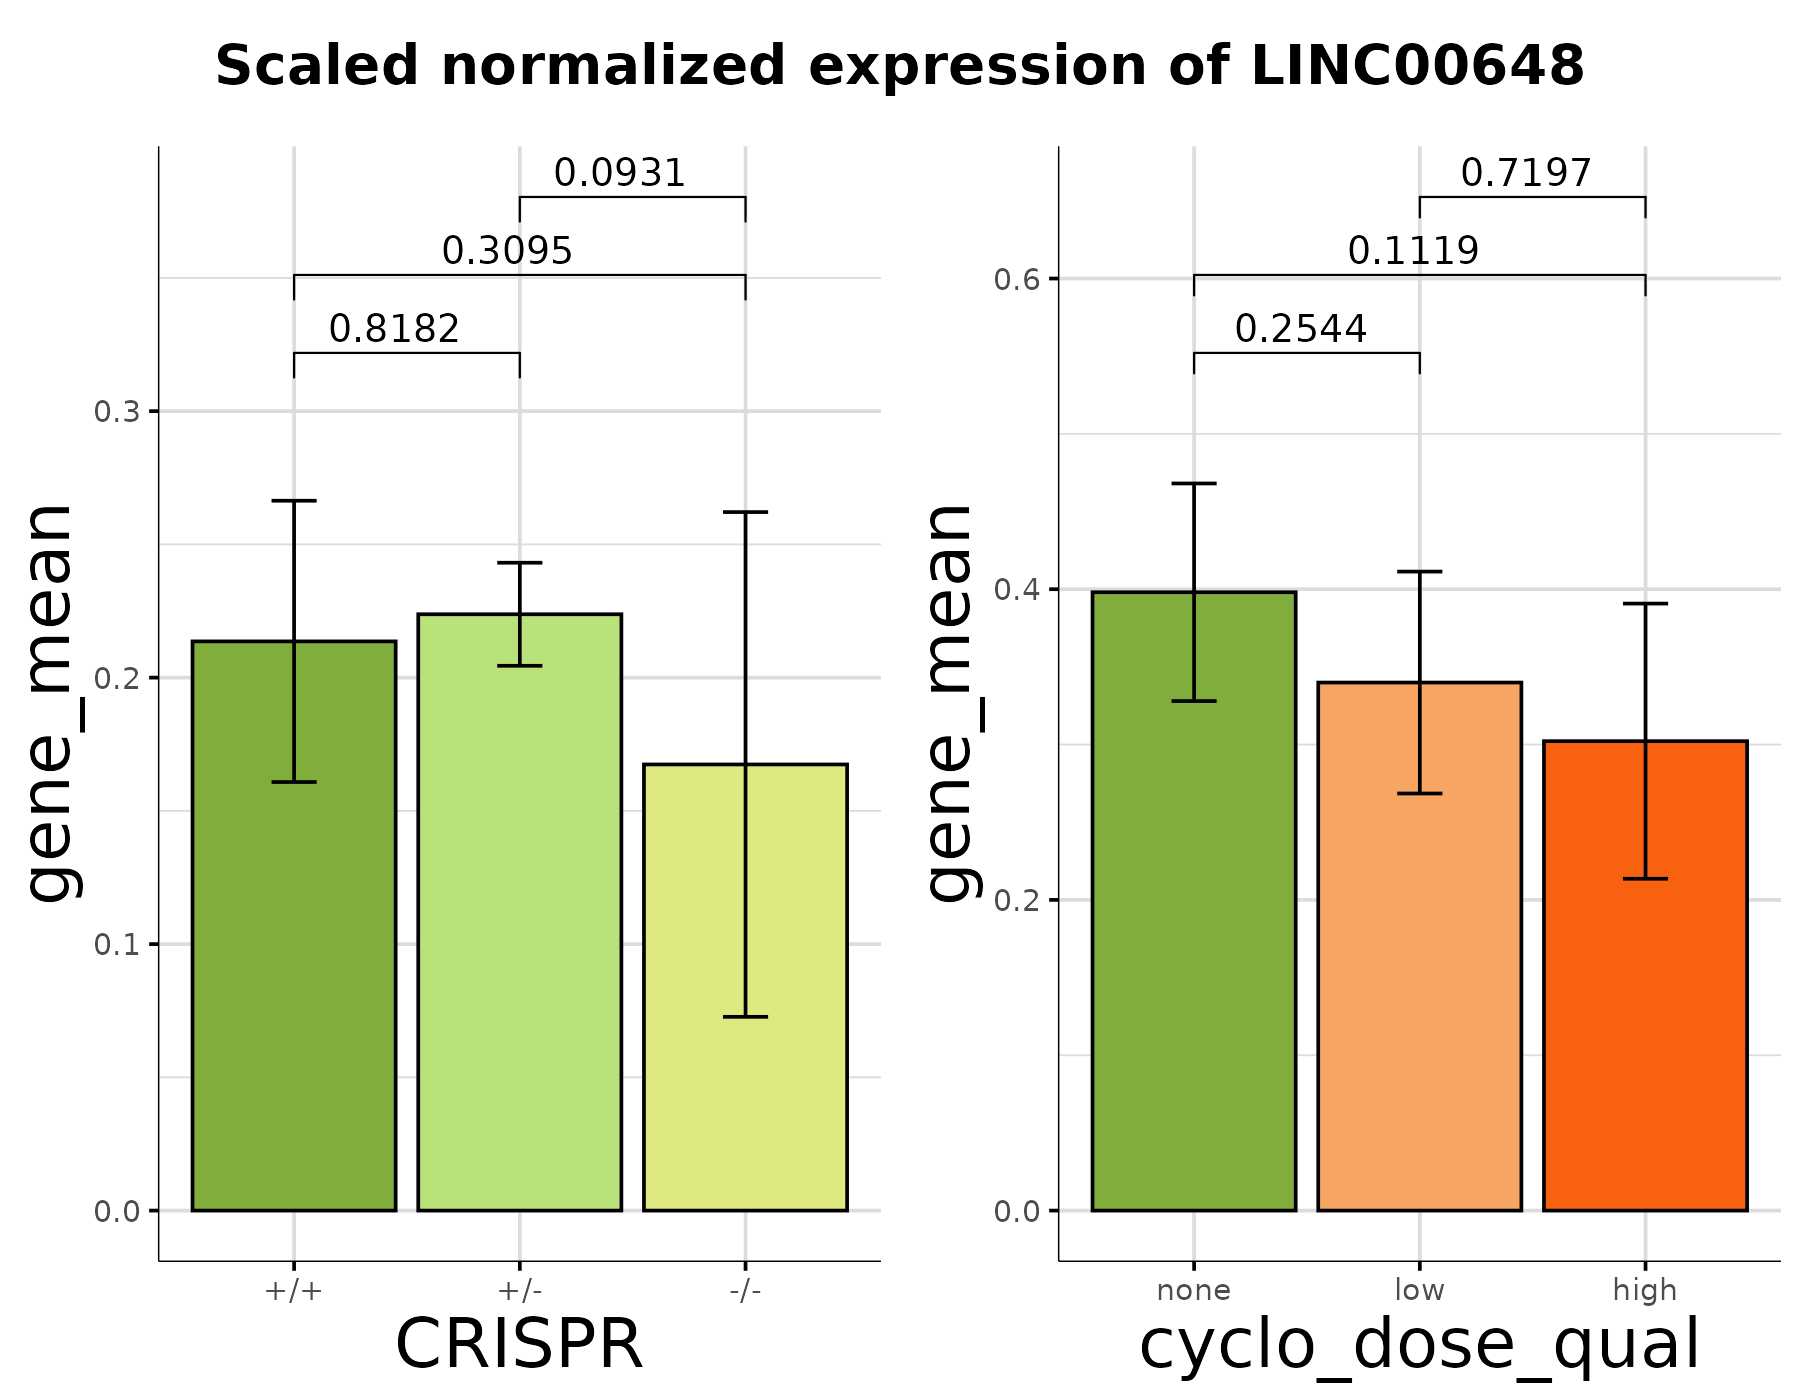 Scaled normalized expression of LINC00648
0.0931
0.3095
0.8182
0.3
0.2
0.1
0.0
gene_mean
+/+ +/- -/-
CRISPR
0.7197
0.1119
0.2544
0.6
0.4
0.2
0.0
gene_mean
none low high
cyclo_dose_qual